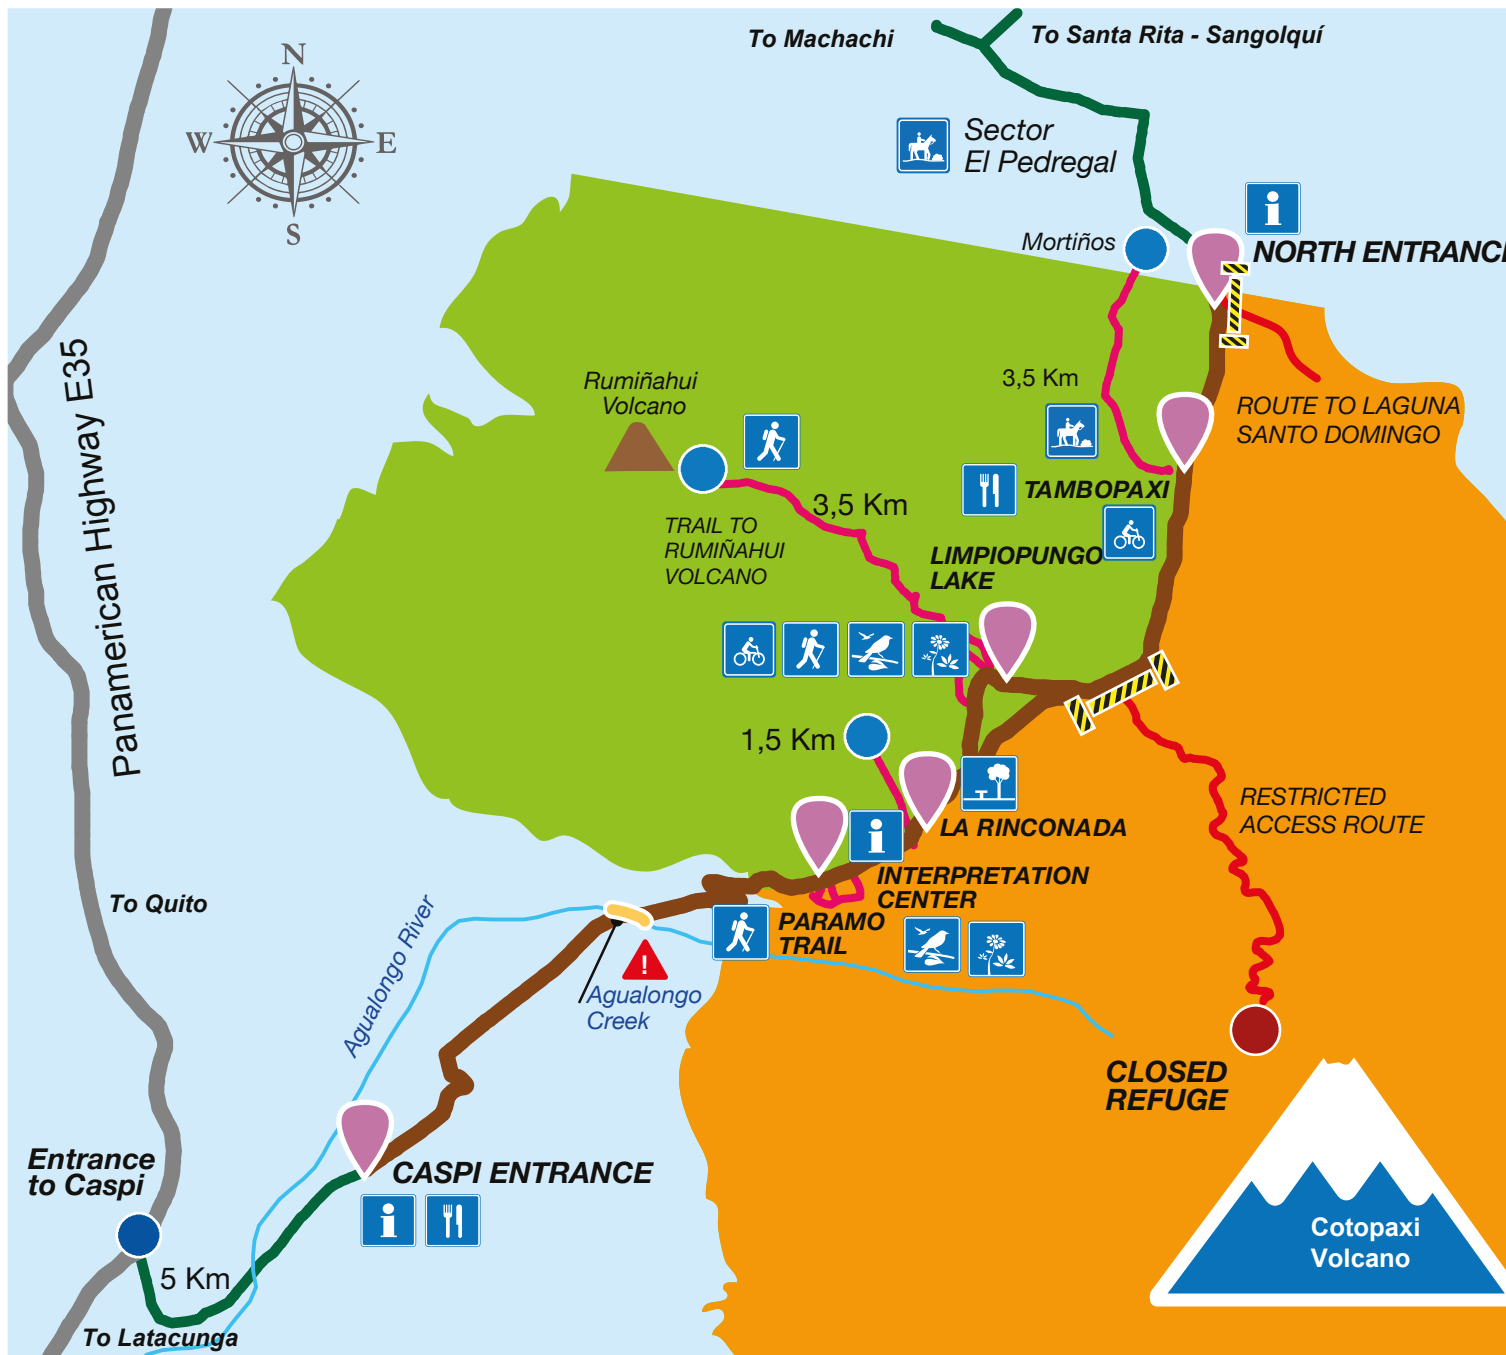 To Machachi
To Santa Rita - Sangolquí
N
W
E
S
Sector
El Pedregal
Mortiños
NORTH ENTRANCE
Panamerican Highway E35
Rumiñahui
Volcano
3,5 Km
ROUTE TO LAGUNA
SANTO DOMINGO
TAMBOPAXI
3,5 Km
TRAIL TO
RUMIÑAHUI
VOLCANO
LIMPIOPUNGO
LAKE
1,5 Km
RESTRICTED
ACCESS ROUTE
LA RINCONADA
INTERPRETATION
CENTER
To Quito
Agualongo River
PARAMO
TRAIL
!
Agualongo
Creek
CLOSED
REFUGE
Entrance
to Caspi
CASPI ENTRANCE
Cotopaxi
Volcano
5 Km
To Latacunga